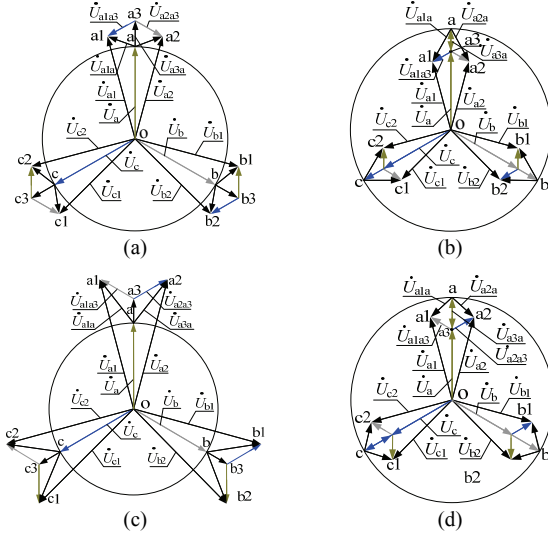 U̇a1a3 a3 U̇a2a3
a1 a a2
U̇a1a U̇a3a
U̇a1 U̇a2
U̇a
o
U̇c2 U̇b U̇b1
c2 U̇c b1
c b
c3 U̇c1 U̇b2 b3
c1 b2
(a)
U̇a1a a U̇a2a
a1 a3 U̇a3a
U̇a1a3 a2
U̇a1 U̇a2
U̇a
o
U̇c2 U̇b U̇b1
c2 U̇c b1
c c1 U̇c1 U̇b2 b2 b
(b)
a1 a3 a2
U̇a1a3 a U̇a2a3
U̇a1a U̇a3a
U̇a1 U̇a2
U̇a
o
U̇c2 U̇b U̇b1
c2 c U̇c b b1
c3 U̇c1 U̇b2 b3
c1 b2
(c)
U̇a1a a U̇a2a
a1 a2
U̇a1a3 a3 U̇a3a
U̇a2a3
U̇a1 U̇a2
U̇a
o
U̇c2 U̇b U̇b1
c2 U̇c b1
c c1 U̇c1 U̇b2 b
b2
(d)